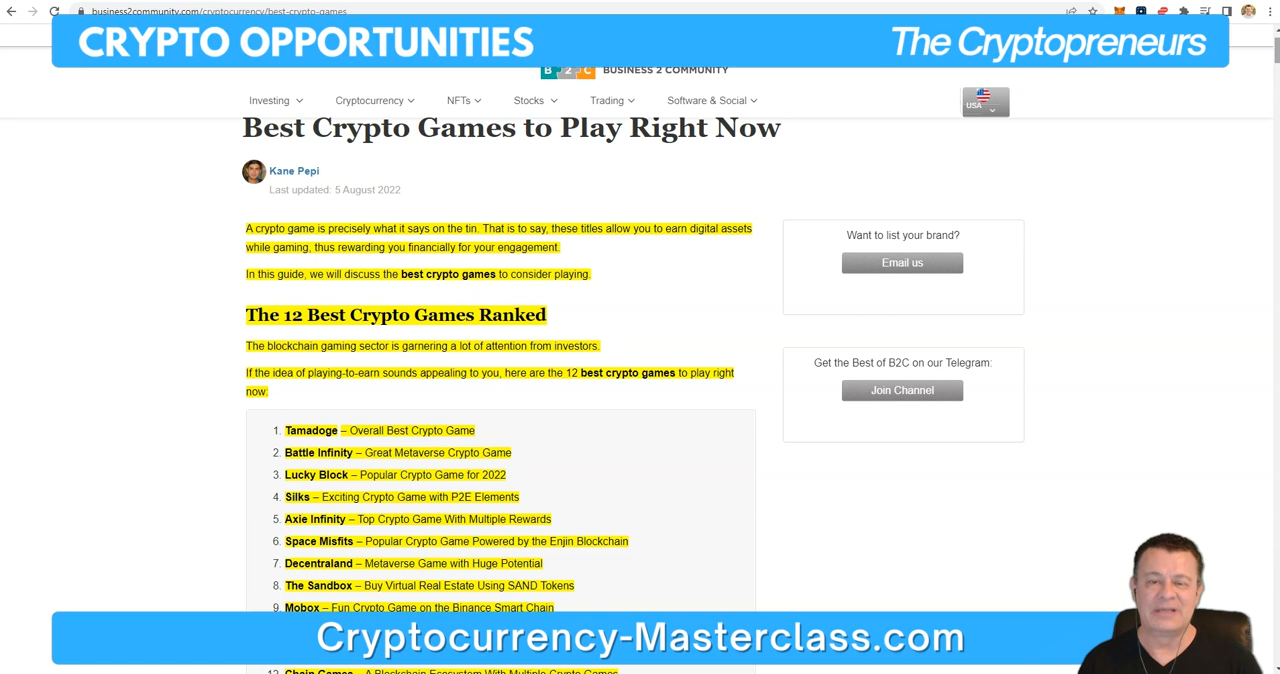 business2community.com/cryptocurrency/best-crypto-games
CRYPTO OPPORTUNITIES
The Cryptopreneurs
B 2 C BUSINESS 2 COMMUNITY
Investing Cryptocurrency NFTs Stocks Trading Software & Social
USA
Best Crypto Games to Play Right Now
Kane Pepi
Last updated: 5 August 2022
A crypto game is precisely what it says on the tin. That is to say, these titles allow you to earn digital assets
while gaming, thus rewarding you financially for your engagement.
In this guide, we will discuss the best crypto games to consider playing.
The 12 Best Crypto Games Ranked
The blockchain gaming sector is garnering a lot of attention from investors.
If the idea of playing-to-earn sounds appealing to you, here are the 12 best crypto games to play right
now:
1. Tamadoge – Overall Best Crypto Game
2. Battle Infinity – Great Metaverse Crypto Game
3. Lucky Block – Popular Crypto Game for 2022
4. Silks – Exciting Crypto Game with P2E Elements
5. Axie Infinity – Top Crypto Game With Multiple Rewards
6. Space Misfits – Popular Crypto Game Powered by the Enjin Blockchain
7. Decentraland – Metaverse Game with Huge Potential
8. The Sandbox – Buy Virtual Real Estate Using SAND Tokens
9. Mobox – Fun Crypto Game on the Binance Smart Chain
12. Chain Games – A Blockchain Ecosystem With Multiple Crypto Games
Want to list your brand?
Email us
Get the Best of B2C on our Telegram:
Join Channel
Cryptocurrency-Masterclass.com